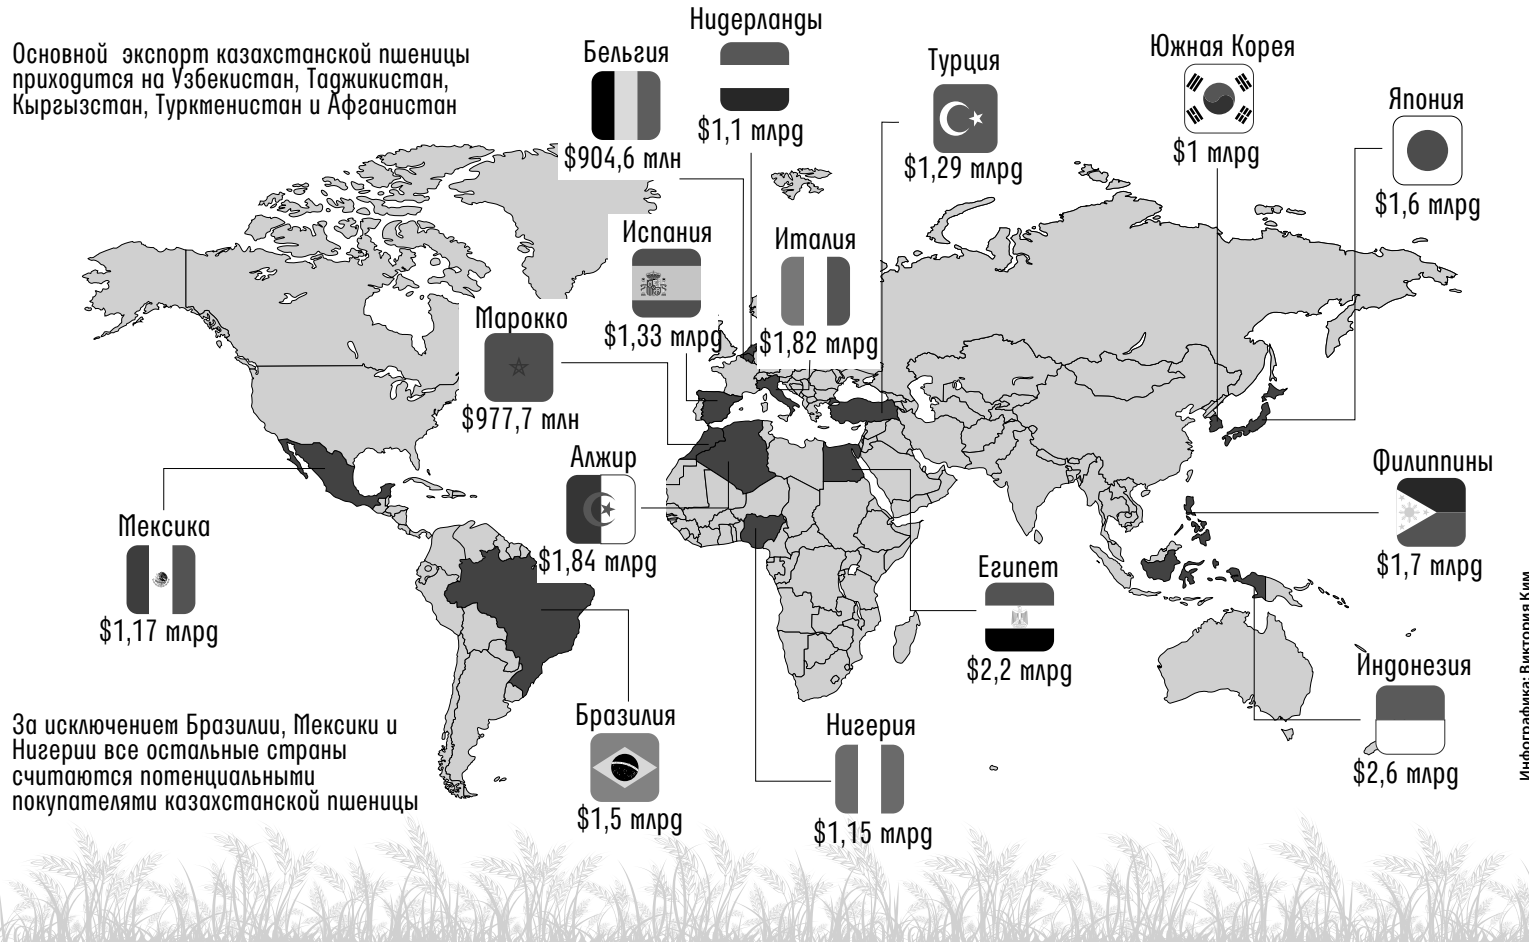 Основной экспорт казахстанской пшеницы
приходится на Узбекистан, Таджикистан,
Кыргызстан, Туркменистан и Афганистан
Бельгия
$904,6 млн
Нидерланды
$1,1 млрд
Турция
$1,29 млрд
Южная Корея
$1 млрд
Япония
$1,6 млрд
Испания
$1,33 млрд
Италия
$1,82 млрд
Марокко
$977,7 млн
Алжир
$1,84 млрд
Мексика
$1,17 млрд
Филиппины
$1,7 млрд
Египет
$2,2 млрд
Индонезия
$2,6 млрд
Бразилия
$1,5 млрд
Нигерия
$1,15 млрд
За исключением Бразилии, Мексики и
Нигерии все остальные страны
считаются потенциальными
покупателями казахстанской пшеницы
Инфографика: Виктория Ким